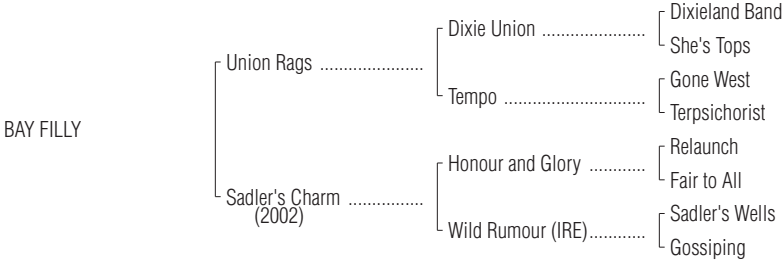 Dixieland Band
Dixie Union ......................
She's Tops
Union Rags ......................
Gone West
Tempo ..............................
Terpsichorist
BAY FILLY
Relaunch
Honour and Glory ............
Fair to All
Sadler's Charm ................
(2002)
Sadler's Wells
Wild Rumour (IRE)............
Gossiping